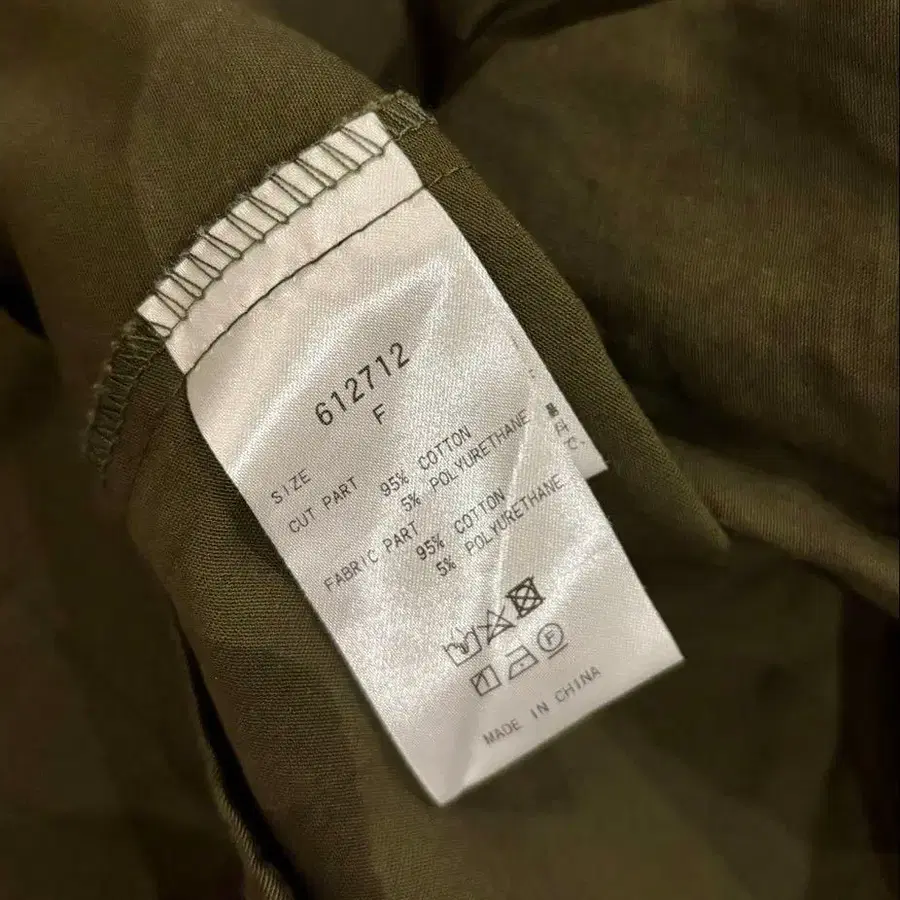 612712
SIZE F
CUT PART 95% COTTON
5% POLYURETHANE
FABRIC PART 95% COTTON
5% POLYURETHANE
F
MADE IN CHINA